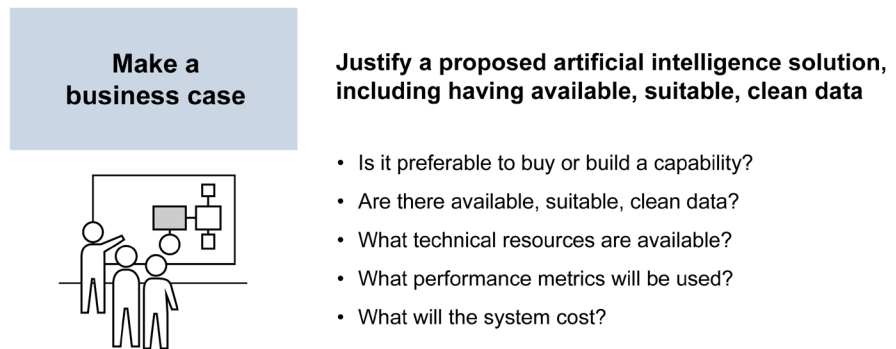 Make a
business case
Justify a proposed artificial intelligence solution,
including having available, suitable, clean data
• Is it preferable to buy or build a capability?
• Are there available, suitable, clean data?
• What technical resources are available?
• What performance metrics will be used?
• What will the system cost?